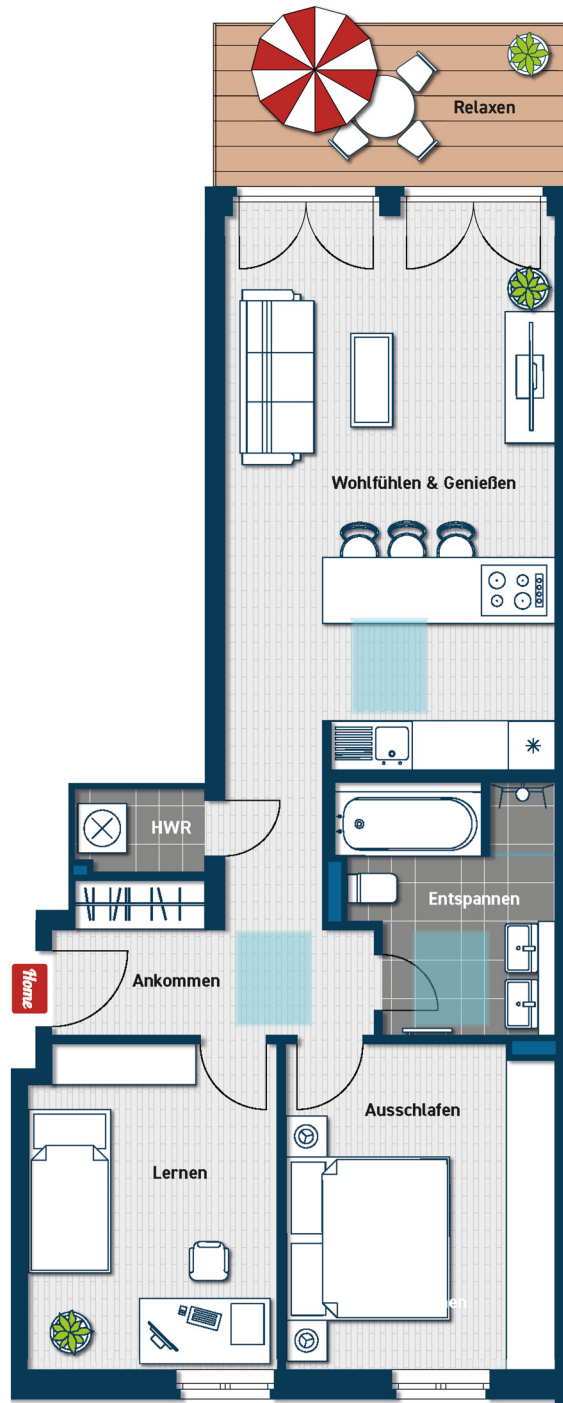 Relaxen
Wohlfühlen & Genießen
HWR
Entspannen
Ankommen
Home
Ausschlafen
Lernen